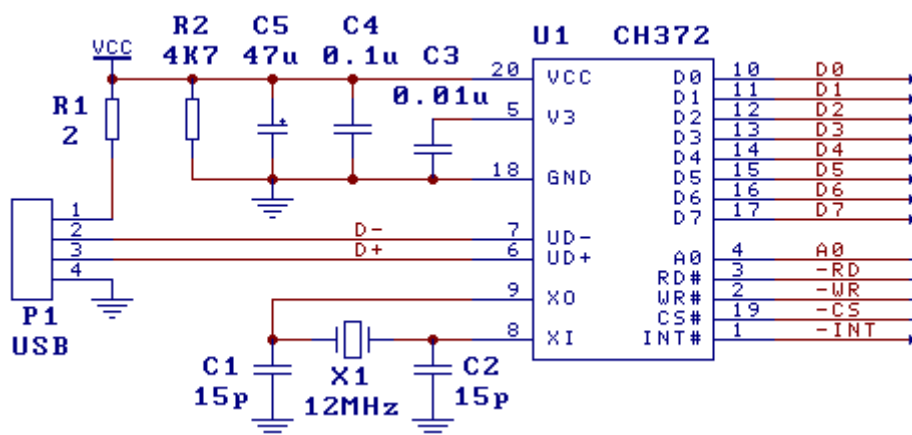 R2 C5 C4 U1 CH372
VCC 4K7 47u 0.1u C3
20 VCC D0 10 D0
R1 0.01u D1 11 D1
2 5 V3 D2 12 D2
D3 13 D3
D4 14 D4
18 GND D5 15 D5
D6 16 D6
1 D7 17 D7
2 D- 7 UD-
3 D+ 6 UD+ A0 4 A0
4 RD# 3 -RD
9 XO WR# 2 -WR
P1 CS# 19 -CS
USB 8 XI INT# 1 -INT
C1 X1 C2
15p 12MHz 15p